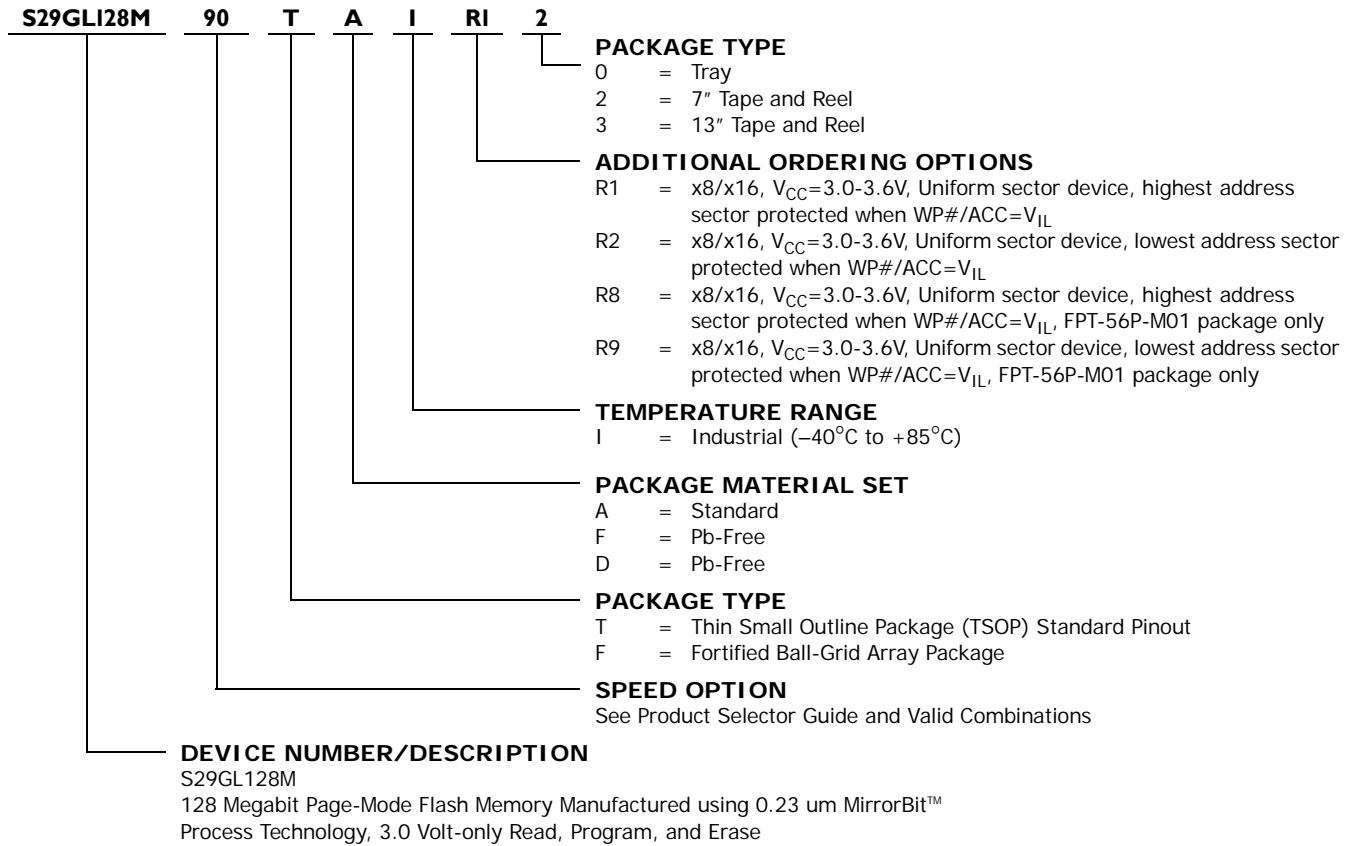 S29GL128M 90 T A I R1 2
PACKAGE TYPE
0 = Tray
2 = 7″ Tape and Reel
3 = 13″ Tape and Reel
ADDITIONAL ORDERING OPTIONS
R1 = x8/x16, VCC=3.0-3.6V, Uniform sector device, highest address
sector protected when WP#/ACC=VIL
R2 = x8/x16, VCC=3.0-3.6V, Uniform sector device, lowest address sector
protected when WP#/ACC=VIL
R8 = x8/x16, VCC=3.0-3.6V, Uniform sector device, highest address
sector protected when WP#/ACC=VIL, FPT-56P-M01 package only
R9 = x8/x16, VCC=3.0-3.6V, Uniform sector device, lowest address sector
protected when WP#/ACC=VIL, FPT-56P-M01 package only
TEMPERATURE RANGE
I = Industrial (–40°C to +85°C)
PACKAGE MATERIAL SET
A = Standard
F = Pb-Free
D = Pb-Free
PACKAGE TYPE
T = Thin Small Outline Package (TSOP) Standard Pinout
F = Fortified Ball-Grid Array Package
SPEED OPTION
See Product Selector Guide and Valid Combinations
DEVICE NUMBER/DESCRIPTION
S29GL128M
128 Megabit Page-Mode Flash Memory Manufactured using 0.23 um MirrorBit™
Process Technology, 3.0 Volt-only Read, Program, and Erase